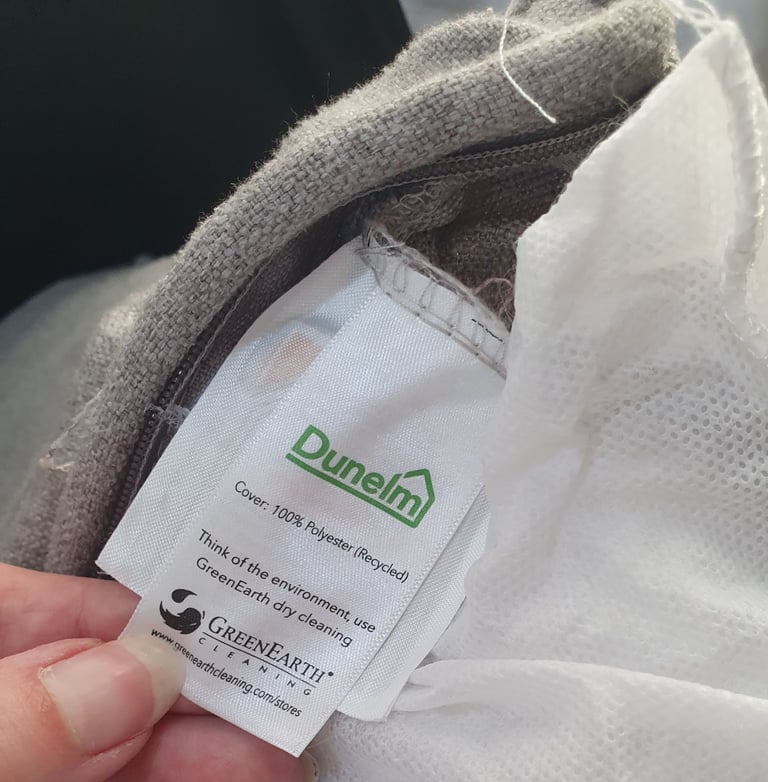 Dunelm
Cover: 100% Polyester (Recycled)
Think of the environment, use
GreenEarth dry cleaning
GREENEARTH®
CLEANING
www.greenearthcleaning.com/stores